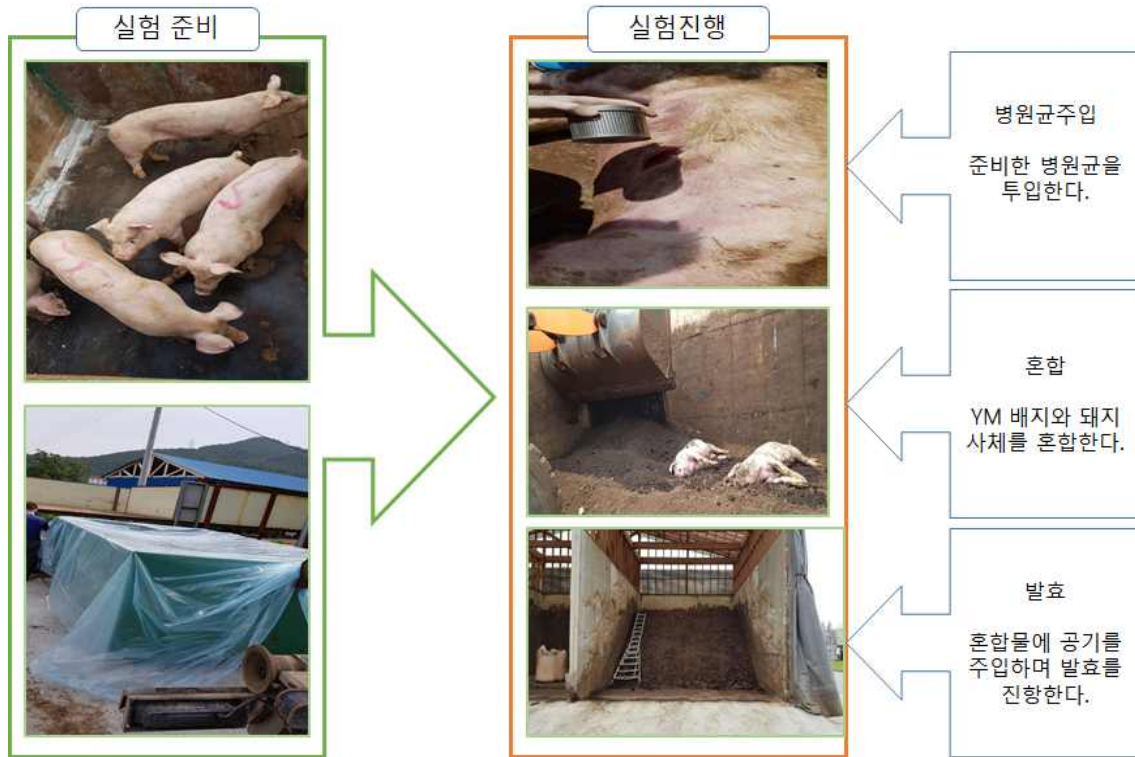 실험 준비
실험진행
병원균주입
준비한 병원균을
투입한다.
혼합
YM 배지와 돼지
사체를 혼합한다.
발효
혼합물에 공기를
주입하며 발효를
진항한다.